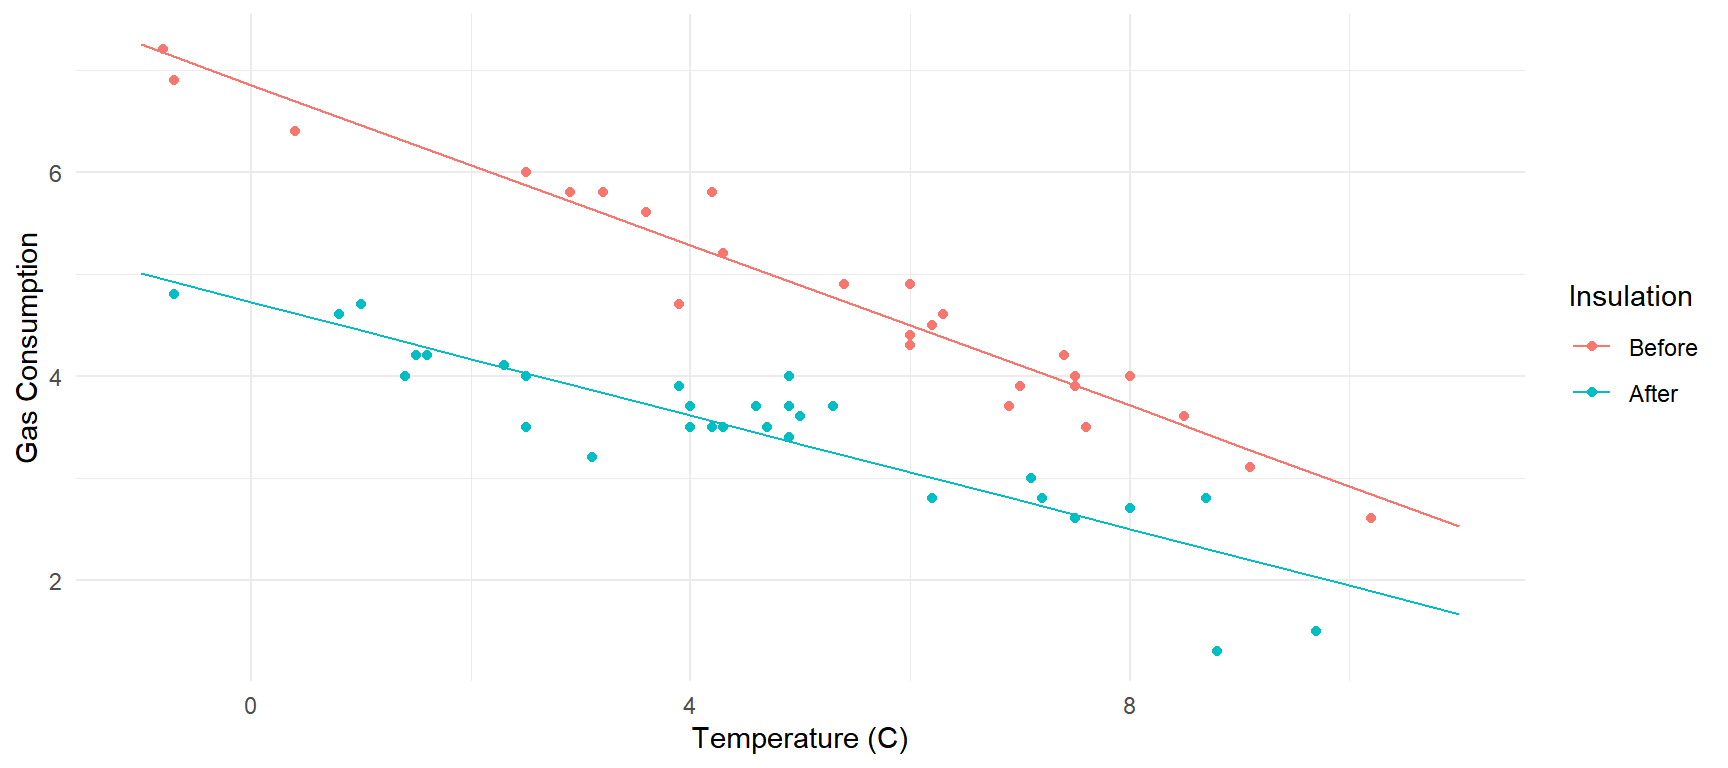 6
4
2
Gas Consumption
0
4
8
Temperature (C)
Insulation
Before
After